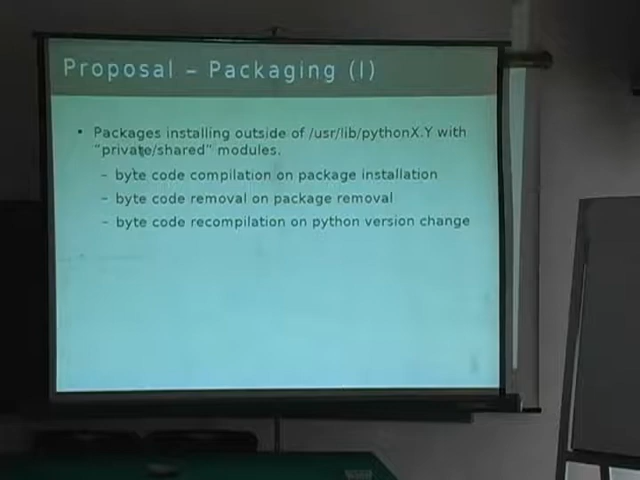 Proposal – Packaging (I)
• Packages installing outside of /usr/lib/pythonX.Y with
"private/shared" modules.
– byte code compilation on package installation
– byte code removal on package removal
– byte code recompilation on python version change